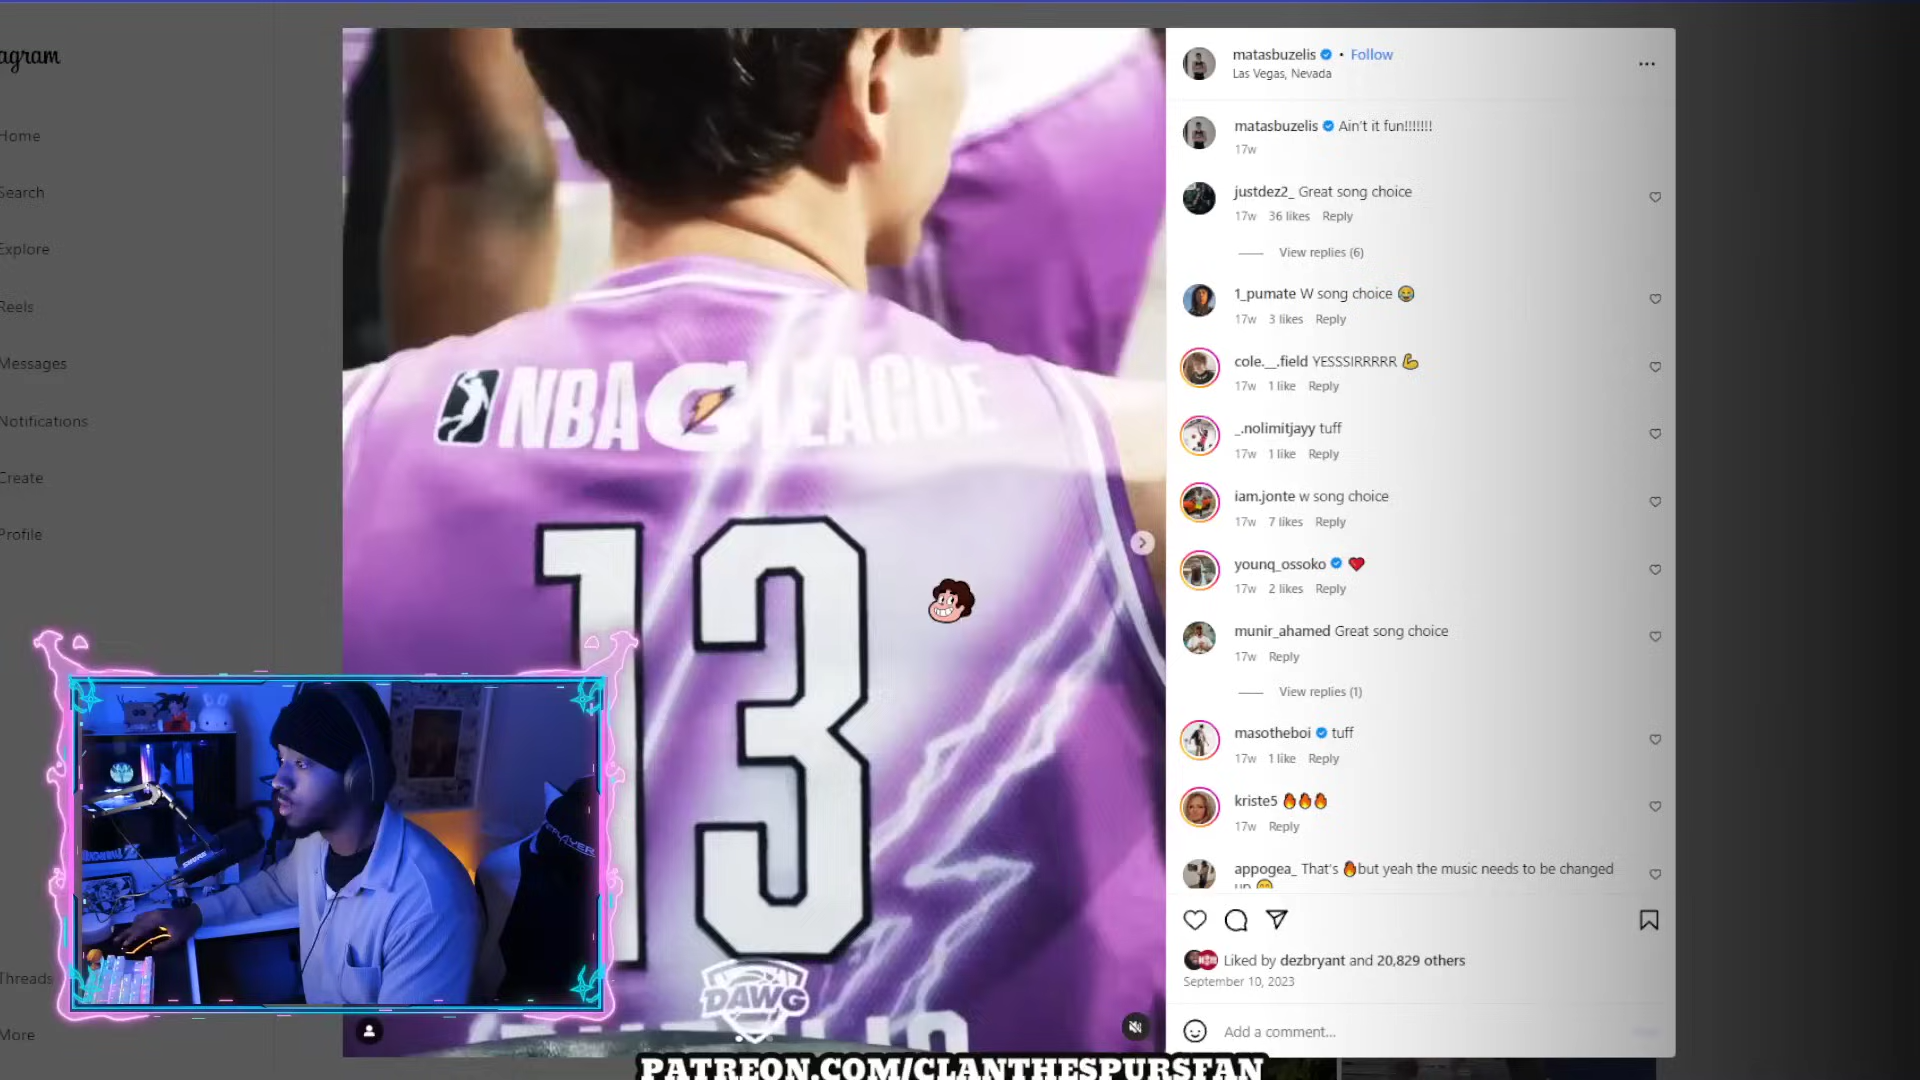 agram
Home
Search
Explore
Reels
Messages
Notifications
Create
Profile
Threads
More
NBA G LEAGUE
13
DAWG
SHURE
matasbuzelis • Follow
Las Vegas, Nevada
matasbuzelis Ain't it fun!!!!!!!
17w
justdez2_ Great song choice
17w 36 likes Reply
View replies (6)
1_pumate W song choice 😂
17w 3 likes Reply
cole.__.field YESSSIRRRRR 💪
17w 1 like Reply
_.nolimitjayy tuff
17w 1 like Reply
iam.jonte w song choice
17w 7 likes Reply
younq_ossoko ❤️
17w 2 likes Reply
munir_ahamed Great song choice
17w Reply
View replies (1)
masotheboi tuff
17w 1 like Reply
kriste5 🔥🔥🔥
17w Reply
appogea_ That's 🔥but yeah the music needs to be changed
up
Liked by dezbryant and 20,829 others
September 10, 2023
Add a comment...
PATREON.COM/CLANTHESPURSFAN